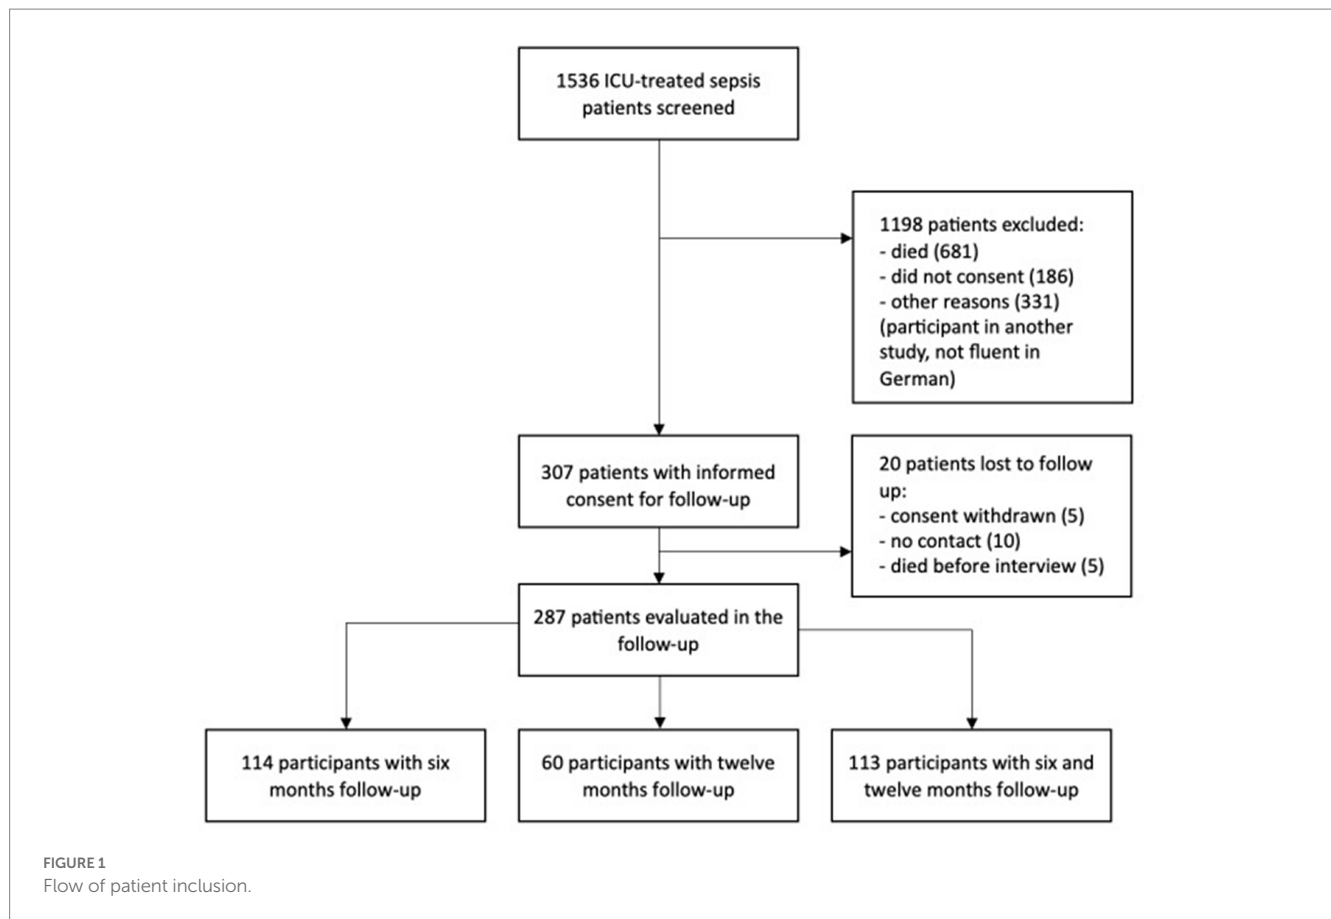 1536 ICU-treated sepsis
patients screened
1198 patients excluded:
- died (681)
- did not consent (186)
- other reasons (331)
(participant in another
study, not fluent in
German)
307 patients with informed
consent for follow-up
20 patients lost to follow
up:
- consent withdrawn (5)
- no contact (10)
- died before interview (5)
287 patients evaluated in the
follow-up
114 participants with six
months follow-up
60 participants with twelve
months follow-up
113 participants with six and
twelve months follow-up
FIGURE 1
Flow of patient inclusion.